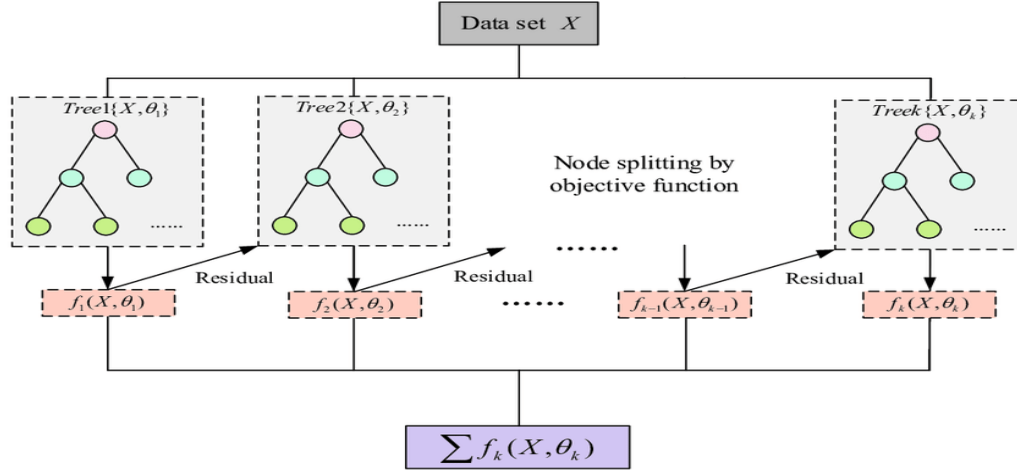 Data set X
Tree1{X,θ₁}
Tree2{X,θ₂}
Treek{X,θₖ}
Node splitting by
objective function
......
......
......
......
Residual
Residual
Residual
......
f₁(X,θ₁)
f₂(X,θ₂)
fₖ₋₁(X,θₖ₋₁)
fₖ(X,θₖ)
∑fₖ(X,θₖ)